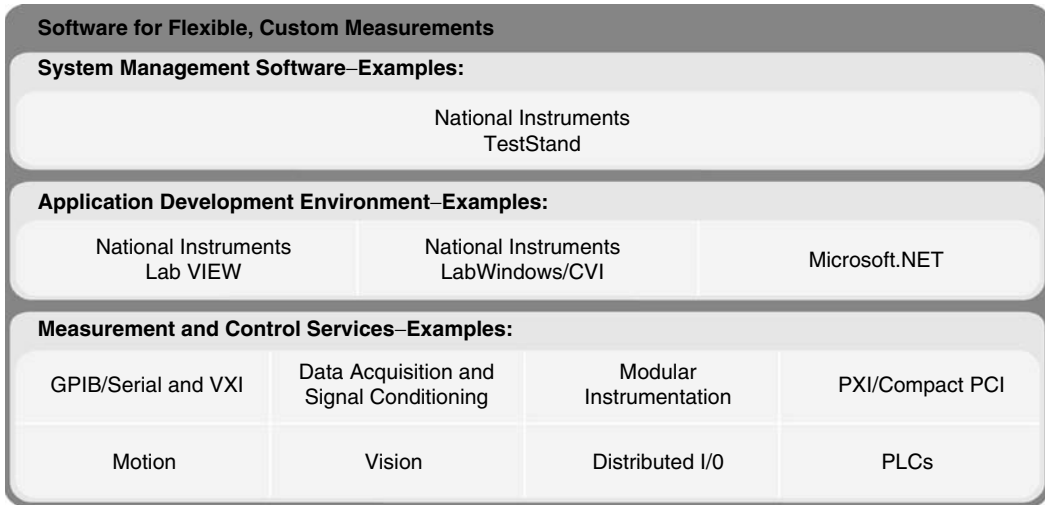 Software for Flexible, Custom Measurements
System Management Software–Examples:
National Instruments
TestStand
Application Development Environment–Examples:
National Instruments
Lab VIEW
National Instruments
LabWindows/CVI
Microsoft.NET
Measurement and Control Services–Examples:
GPIB/Serial and VXI
Data Acquisition and
Signal Conditioning
Modular
Instrumentation
PXI/Compact PCI
Motion
Vision
Distributed I/0
PLCs